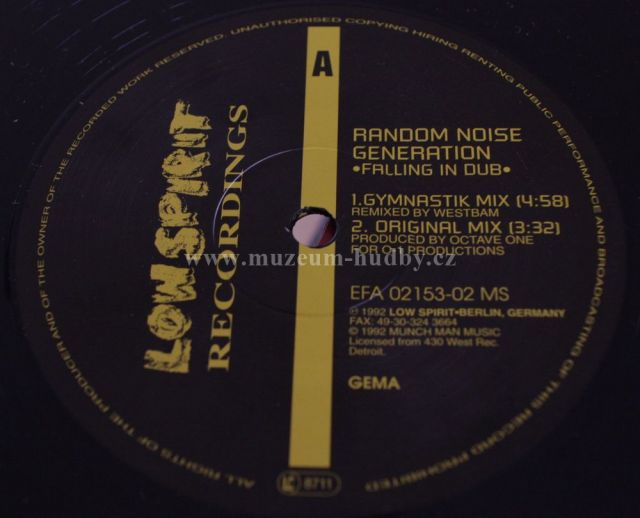 ALL RIGHTS OF THE PRODUCER AND OF THE OWNER OF THE RECORDED WORK RESERVED. UNAUTHORISED COPYING HIRING RENTING PUBLIC PERFORMANCE AND BROADCASTING OF THIS RECORD PROHIBITED
LOW SPIRIT
RECORDINGS
A
RANDOM NOISE
GENERATION
•FALLING IN DUB•
1.GYMNASTIK MIX (4:58)
REMIXED BY WESTBAM
2. ORIGINAL MIX (3:32)
PRODUCED BY OCTAVE ONE
PRODUCTIONS
www.muzeum-hudby.cz
EFA 02153-02 MS
℗ 1992 LOW SPIRIT•BERLIN, GERMANY
FAX: 49-30-324 3664
© 1992 MUNCH MAN MUSIC
Licensed from 430 West Rec.
Detroit.
GEMA
LC 8711